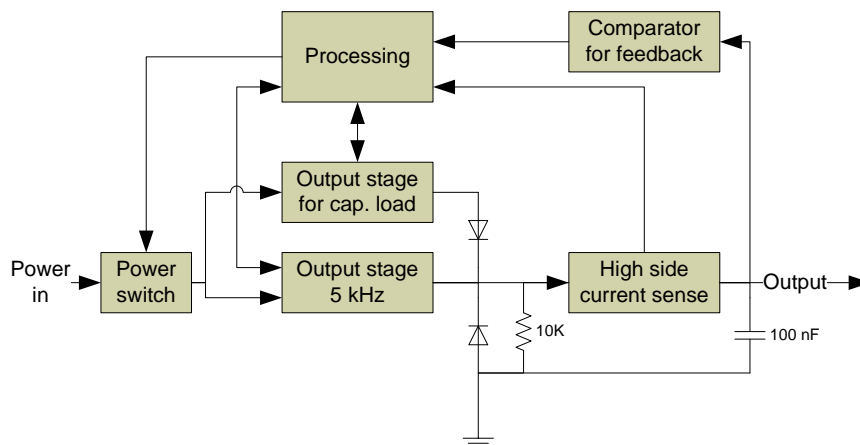 Processing
Comparator
for feedback
Output stage
for cap. load
Power
in
Power
switch
Output stage
5 kHz
High side
current sense
Output
10K
100 nF